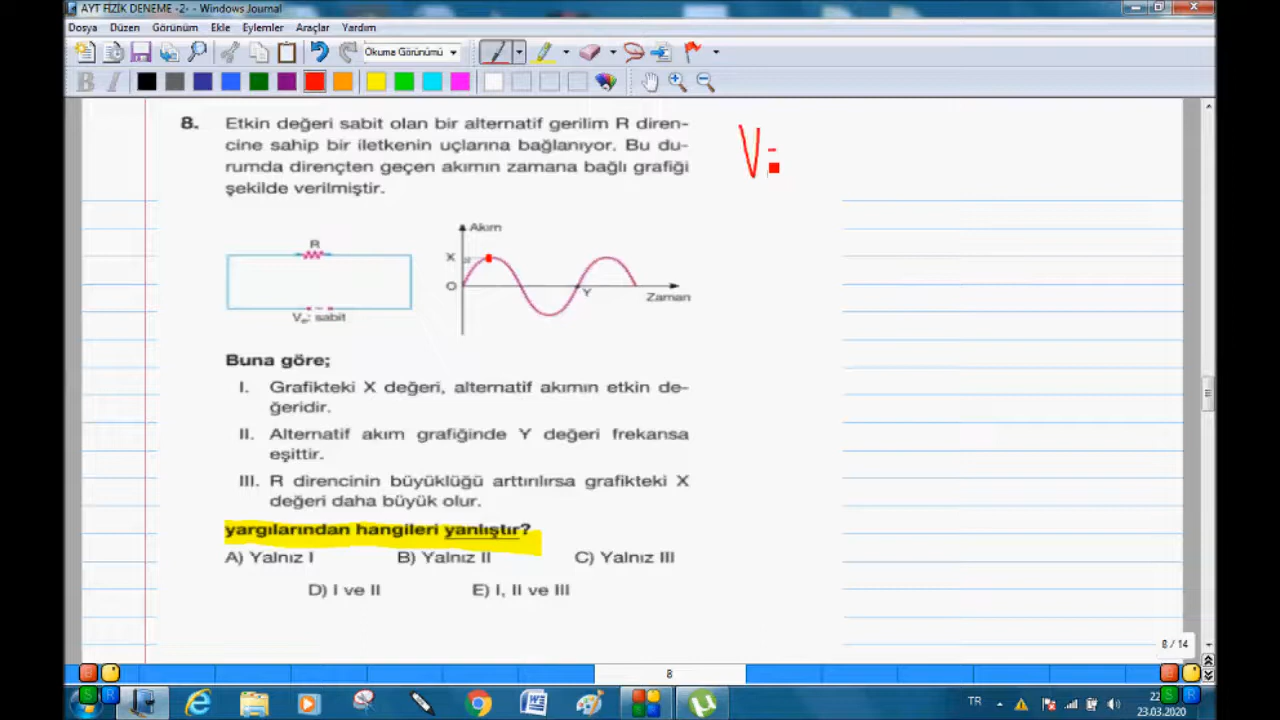 AYT FİZİK DENEME -2- - Windows Journal
Dosya Düzen Görünüm Ekle Eylemler Araçlar Yardım
Okuma Görünümü
B I
8. Etkin değeri sabit olan bir alternatif gerilim R diren-
cine sahip bir iletkenin uçlarına bağlanıyor. Bu du-
rumda dirençten geçen akımın zamana bağlı grafiği
şekilde verilmiştir.
V=
R
Vₑ: sabit
Akım
X
O
Y
Zaman
Buna göre;
I. Grafikteki X değeri, alternatif akımın etkin de-
ğeridir.
II. Alternatif akım grafiğinde Y değeri frekansa
eşittir.
III. R direncinin büyüklüğü arttırılırsa grafikteki X
değeri daha büyük olur.
yargılarından hangileri yanlıştır?
A) Yalnız I B) Yalnız II C) Yalnız III
D) I ve II E) I, II ve III
8 / 14
8
S R
TR
22
S R
23.03.2020